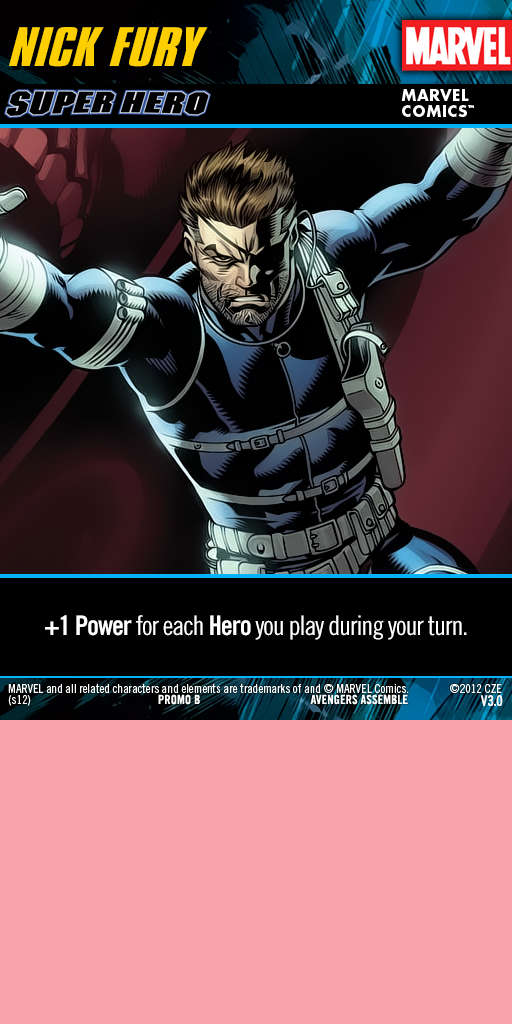 NICK FURY
MARVEL
SUPER HERO
MARVEL
COMICS™
+1 Power for each Hero you play during your turn.
MARVEL and all related characters and elements are trademarks of and © MARVEL Comics. ©2012 CZE
(s12) PROMO B AVENGERS ASSEMBLE V3.0